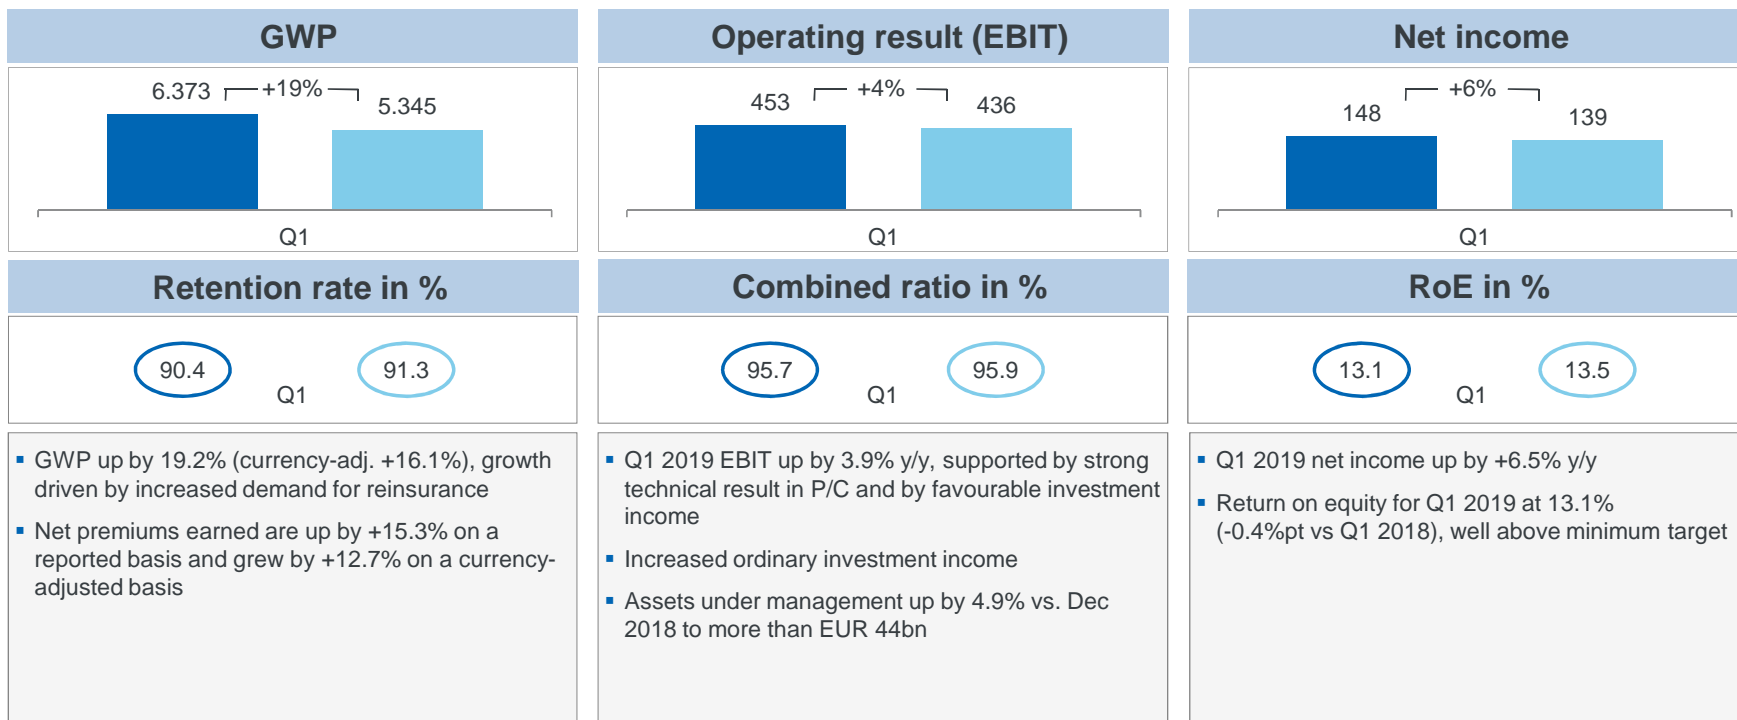 GWP
6.373
+19%
5.345
Q1
Operating result (EBIT)
453
+4%
436
Q1
Net income
148
+6%
139
Q1
Retention rate in %
90.4
91.3
Q1
Combined ratio in %
95.7
95.9
Q1
RoE in %
13.1
13.5
Q1
▪ GWP up by 19.2% (currency-adj. +16.1%), growth
driven by increased demand for reinsurance
▪ Net premiums earned are up by +15.3% on a
reported basis and grew by +12.7% on a currency-
adjusted basis
▪ Q1 2019 EBIT up by 3.9% y/y, supported by strong
technical result in P/C and by favourable investment
income
▪ Increased ordinary investment income
▪ Assets under management up by 4.9% vs. Dec
2018 to more than EUR 44bn
▪ Q1 2019 net income up by +6.5% y/y
▪ Return on equity for Q1 2019 at 13.1%
(-0.4%pt vs Q1 2018), well above minimum target